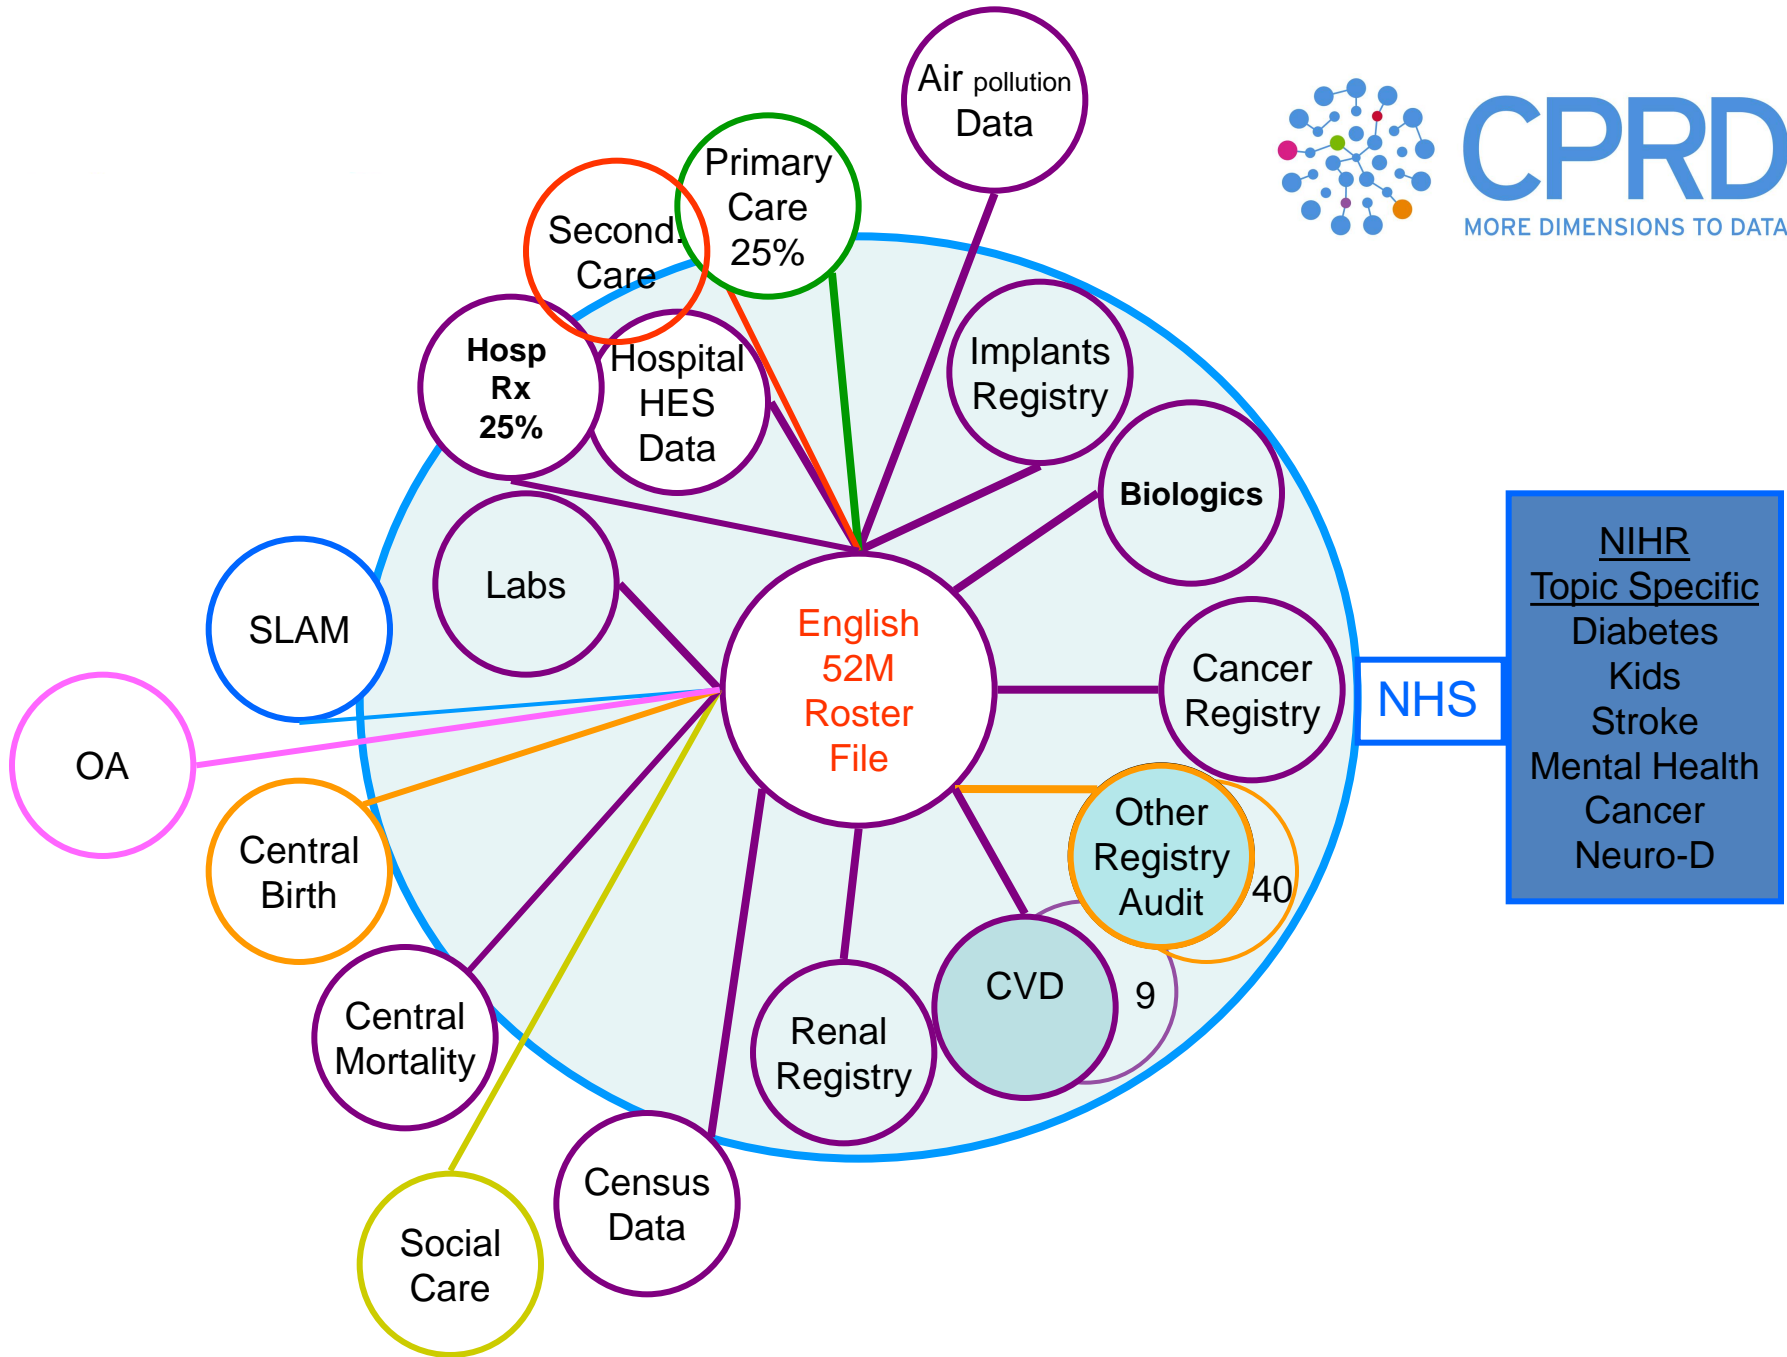 Air pollution
Data
CPRD
MORE DIMENSIONS TO DATA
Primary
Care
25%
Second.
Care
Hosp
Rx
25%
Hospital
HES
Data
Implants
Registry
Biologics
Labs
SLAM
OA
English
52M
Roster
File
Cancer
Registry
NHS
NIHR
Topic Specific
Diabetes
Kids
Stroke
Mental Health
Cancer
Neuro-D
Central
Birth
Other
Registry
Audit
40
Central
Mortality
CVD
9
Renal
Registry
Census
Data
Social
Care